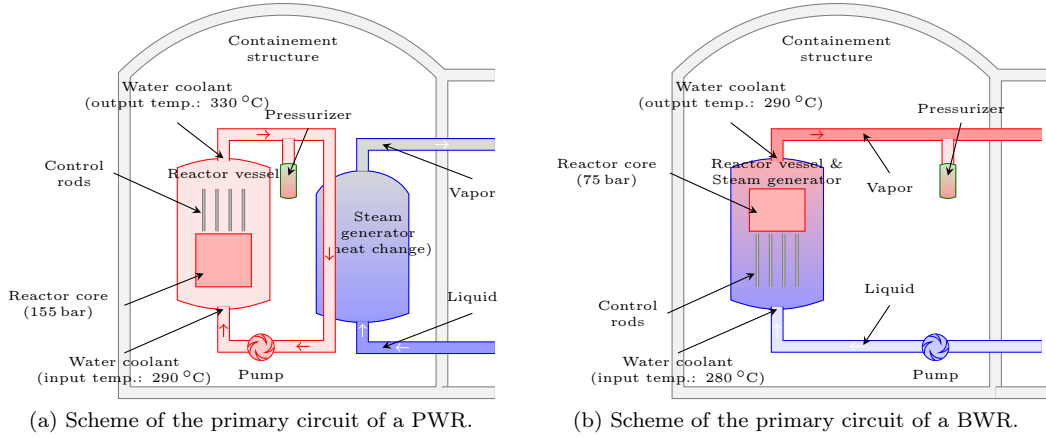 Containement
structure
Water coolant
(output temp.: 330 °C)
Pressurizer
Control
rods
Reactor vessel
Vapor
Steam
generator
heat change)
Reactor core
(155 bar)
Liquid
Water coolant
(input temp.: 290 °C)
Pump
(a) Scheme of the primary circuit of a PWR.
Containement
structure
Water coolant
(output temp.: 290 °C)
Pressurizer
Reactor core
(75 bar)
Reactor vessel &
Steam generator
Vapor
Control
rods
Liquid
Water coolant
(input temp.: 280 °C)
Pump
(b) Scheme of the primary circuit of a BWR.